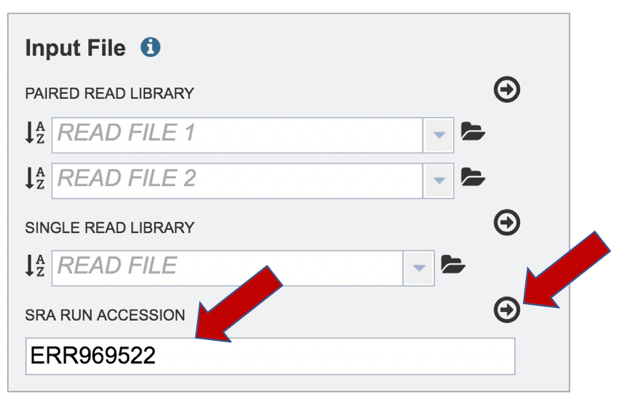 Input File
PAIRED READ LIBRARY
READ FILE 1
READ FILE 2
SINGLE READ LIBRARY
READ FILE
SRA RUN ACCESSION
ERR969522